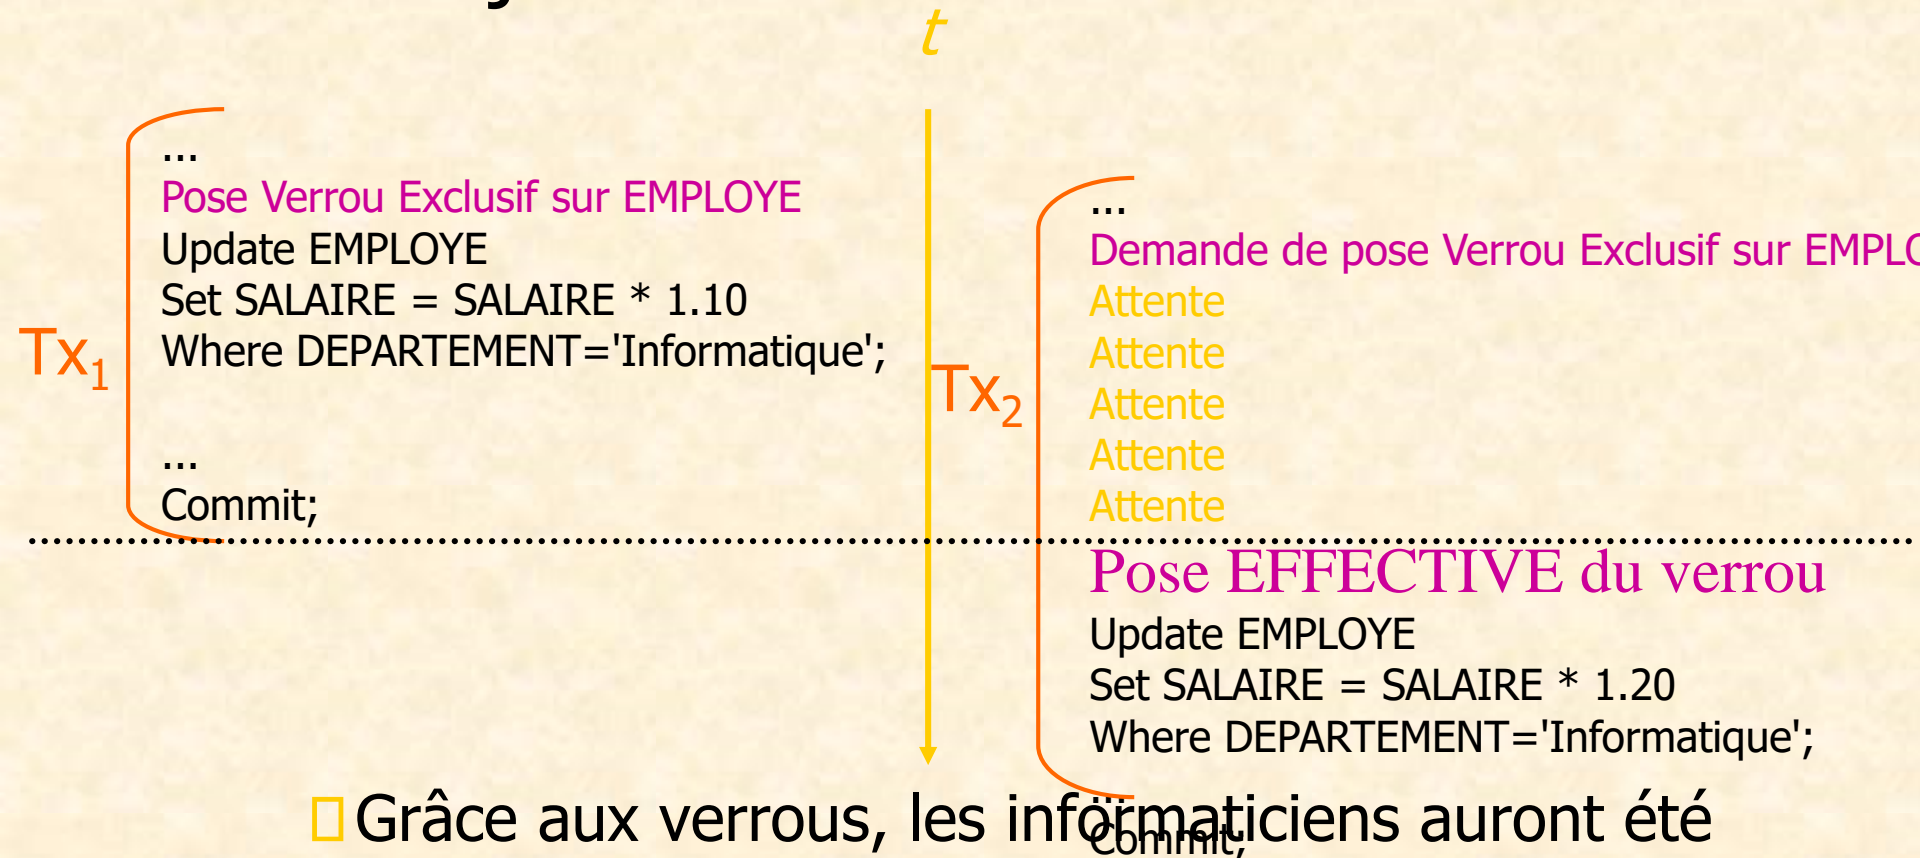 t
...
Pose Verrou Exclusif sur EMPLOYE
Update EMPLOYE
Set SALAIRE = SALAIRE * 1.10
Where DEPARTEMENT='Informatique';
...
Commit;
Tx1
...
Demande de pose Verrou Exclusif sur
Attente
Attente
Attente
Attente
Attente
Tx2
Pose EFFECTIVE du verrou
Update EMPLOYE
Set SALAIRE = SALAIRE * 1.20
Where DEPARTEMENT='Informatique';
...
Commit;
Grâce aux verrous, les informaticiens auront été